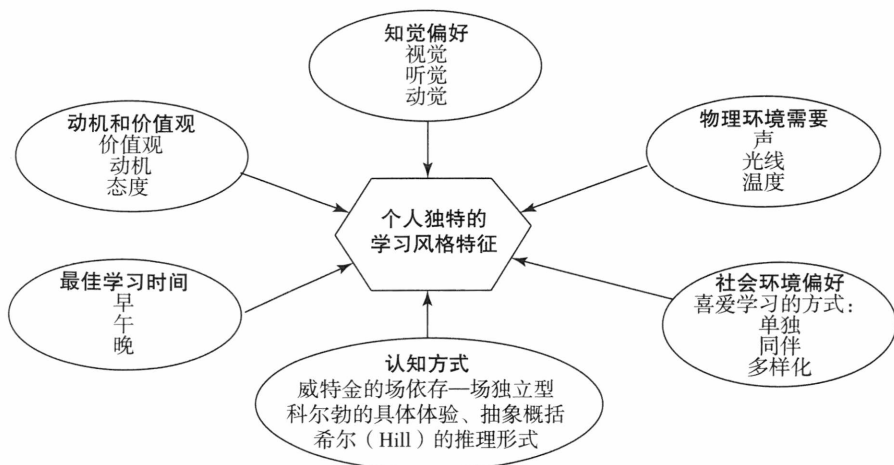 知觉偏好
视觉
听觉
动觉
动机和价值观
价值观
动机
态度
物理环境需要
声
光线
温度
个人独特的
学习风格特征
最佳学习时间
早
午
晚
社会环境偏好
喜爱学习的方式：
单独
同伴
多样化
认知方式
威特金的场依存—场独立型
科尔勃的具体体验、抽象概括
希尔（Hill）的推理形式